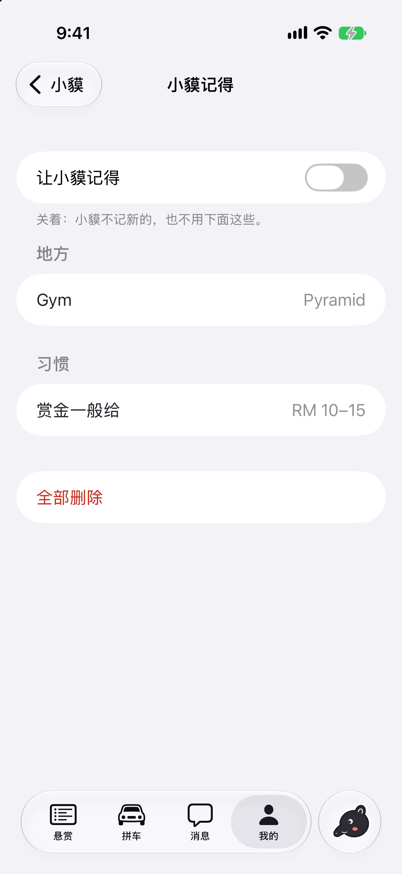 9:41
小貘
小貘记得
让小貘记得
关着：小貘不记新的，也不用下面这些。
地方
Gym
Pyramid
习惯
赏金一般给
RM 10–15
全部删除
悬赏
拼车
消息
我的